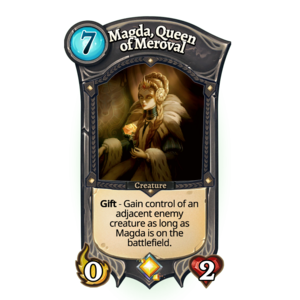 7
Magda, Queen
of Meroval
Creature
Gift - Gain control of an
adjacent enemy
creature as long as
Magda is on the
battlefield.
0
2